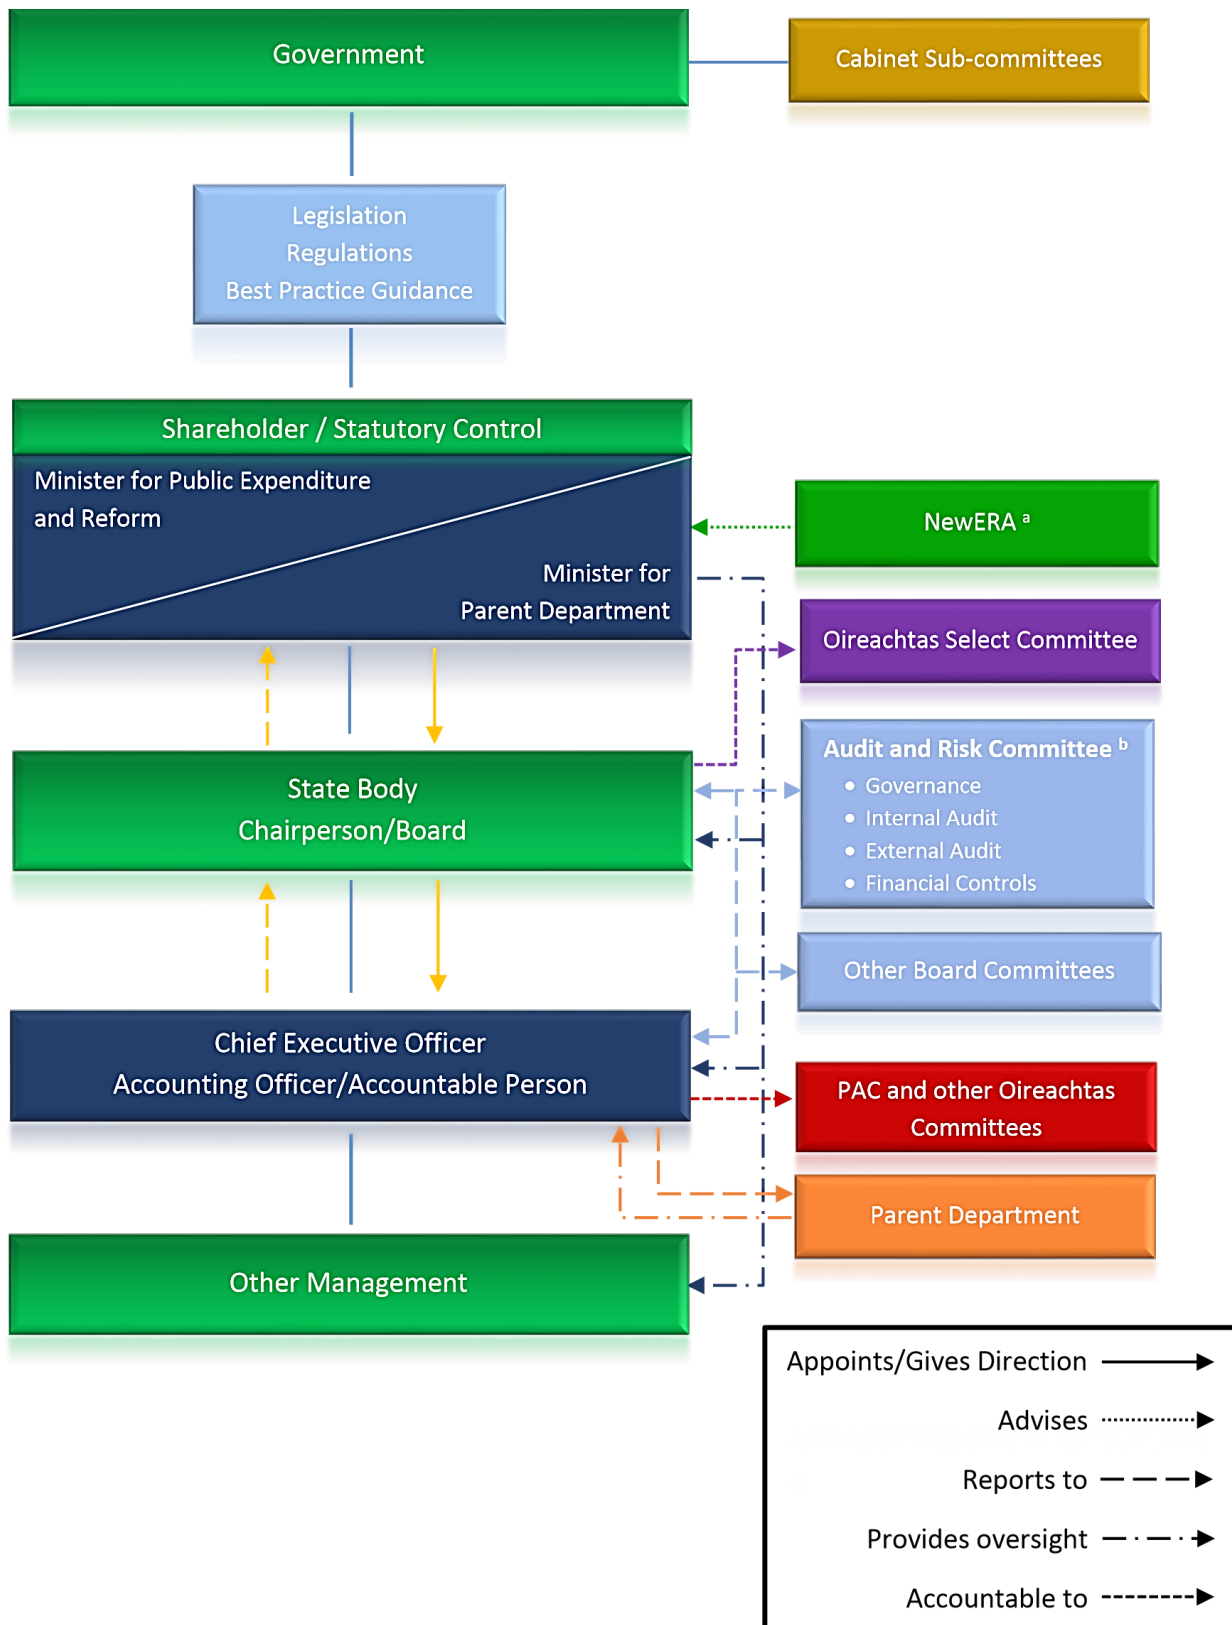 Government
Cabinet Sub-committees
Legislation
Regulations
Best Practice Guidance
Shareholder / Statutory Control
Minister for Public Expenditure
and Reform
Minister for
Parent Department
NewERA ᵃ
Oireachtas Select Committee
State Body
Chairperson/Board
Audit and Risk Committee ᵇ
• Governance
• Internal Audit
• External Audit
• Financial Controls
Other Board Committees
Chief Executive Officer
Accounting Officer/Accountable Person
PAC and other Oireachtas
Committees
Parent Department
Other Management
Appoints/Gives Direction
Advises
Reports to
Provides oversight
Accountable to